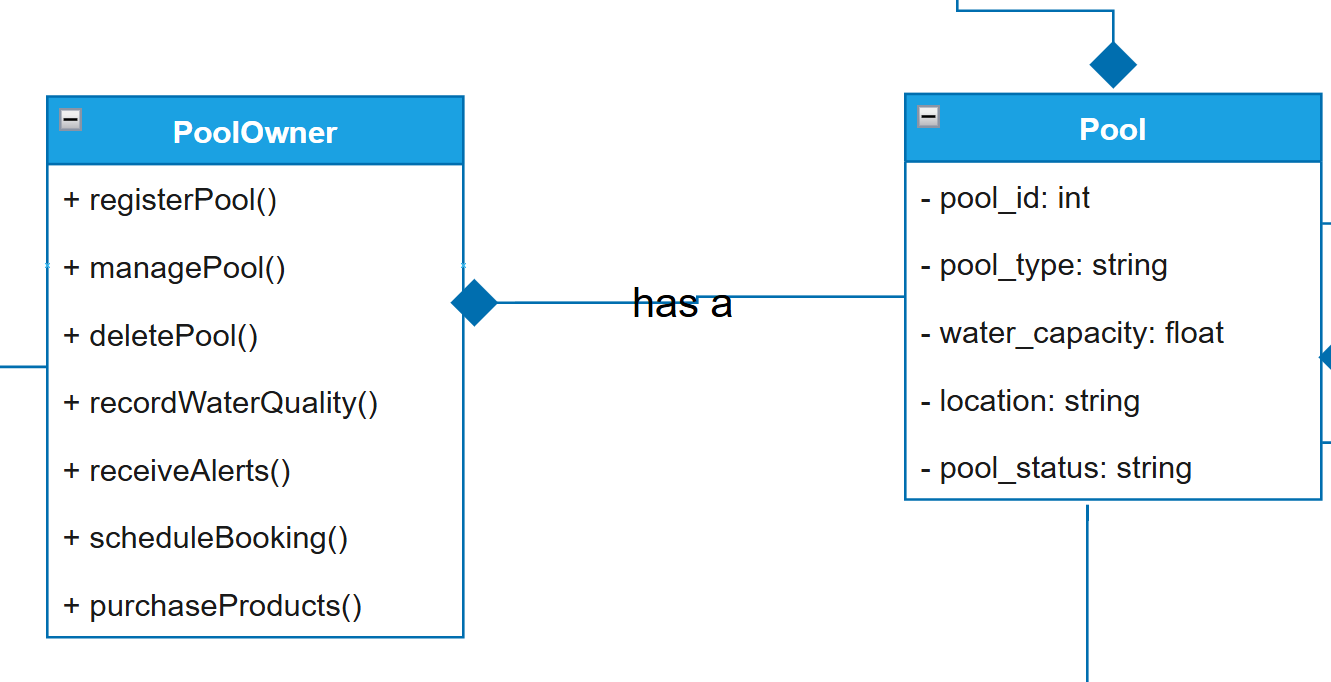 PoolOwner
+ registerPool()
+ managePool()
+ deletePool()
+ recordWaterQuality()
+ receiveAlerts()
+ scheduleBooking()
+ purchaseProducts()
has a
Pool
- pool_id: int
- pool_type: string
- water_capacity: float
- location: string
- pool_status: string